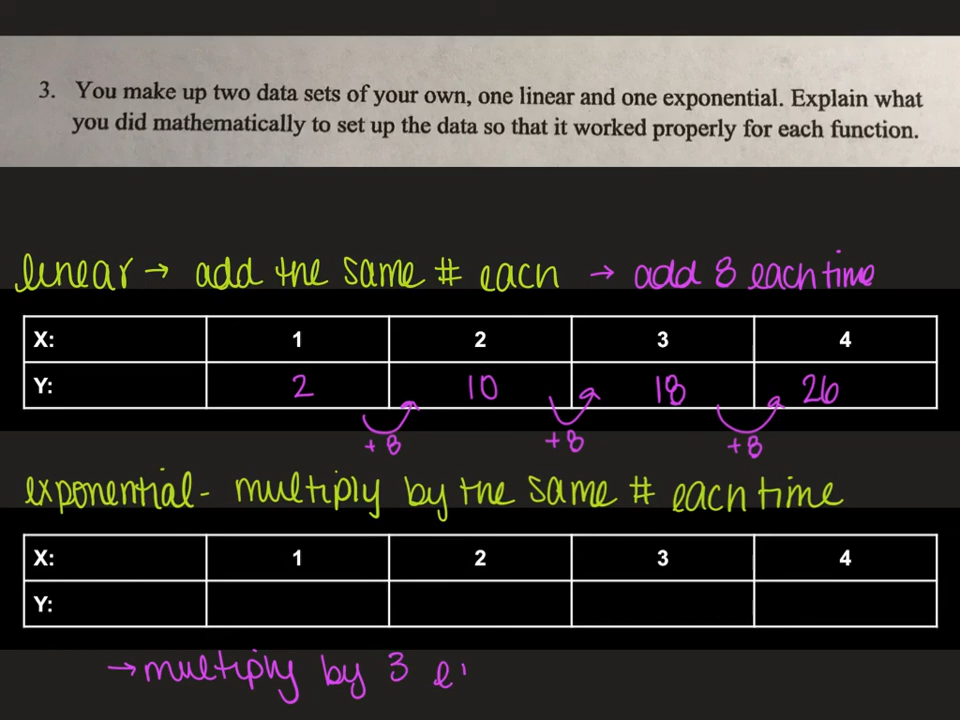 3. You make up two data sets of your own, one linear and one exponential. Explain what
you did mathematically to set up the data so that it worked properly for each function.
linear → add the same # each → add 8 each time
X: 1 2 3 4
Y: 2 10 18 26
+8 +8 +8
exponential - multiply by the same # each time
X: 1 2 3 4
Y:
→ multiply by 3